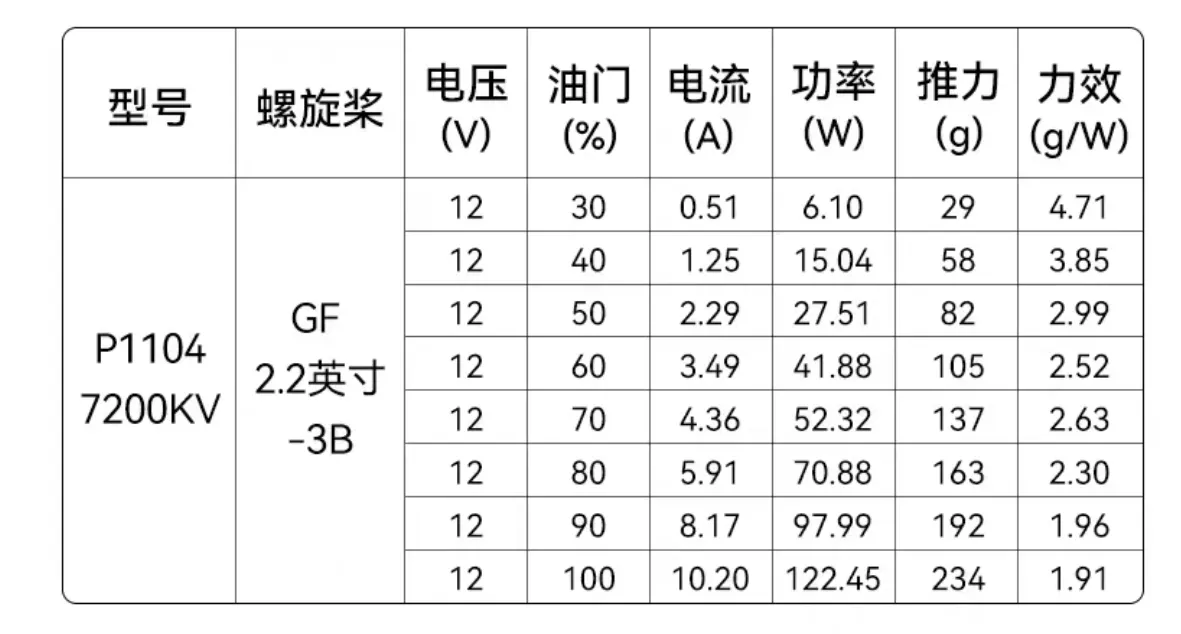 型号 螺旋桨 电压 (V) 油门 (%) 电流 (A) 功率 (W) 推力 (g) 力效 (g/W)
P1104
7200KV
GF
2.2英寸
-3B
12 30 0.51 6.10 29 4.71
12 40 1.25 15.04 58 3.85
12 50 2.29 27.51 82 2.99
12 60 3.49 41.88 105 2.52
12 70 4.36 52.32 137 2.63
12 80 5.91 70.88 163 2.30
12 90 8.17 97.99 192 1.96
12 100 10.20 122.45 234 1.91